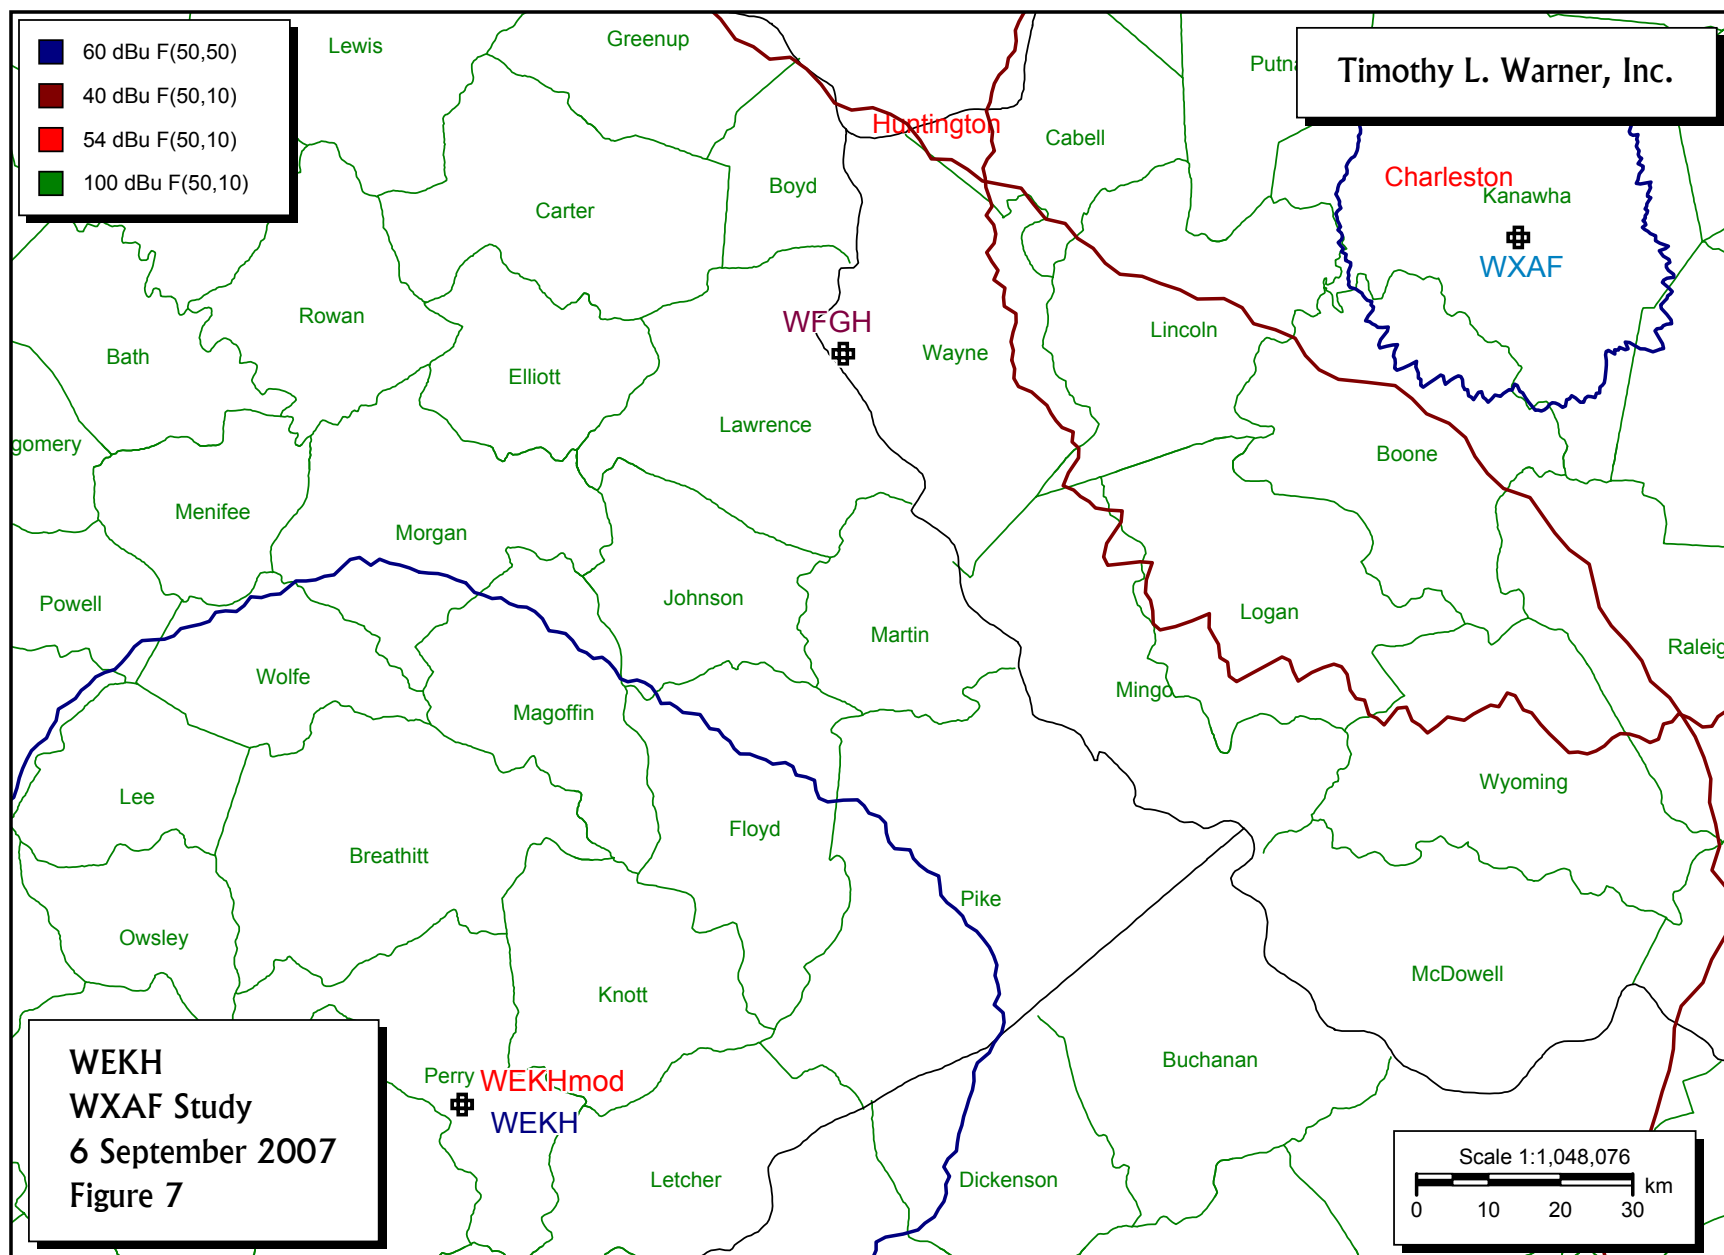 60 dBu F(50,50)
40 dBu F(50,10)
54 dBu F(50,10)
100 dBu F(50,10)
Timothy L. Warner, Inc.
Lewis
Greenup
Putna
Huntington
Cabell
Charleston
Kanawha
Boyd
Carter
WXAF
Rowan
WFGH
Lincoln
Bath
Wayne
Elliott
Lawrence
gomery
Boone
Menifee
Morgan
Powell
Johnson
Logan
Martin
Raleig
Wolfe
Mingo
Magoffin
Wyoming
Lee
Floyd
Breathitt
Pike
Owsley
McDowell
Knott
Buchanan
Perry
WEKHmod
WEKH
Letcher
Dickenson
WEKH
WXAF Study
6 September 2007
Figure 7
Scale 1:1,048,076
km
0 10 20 30